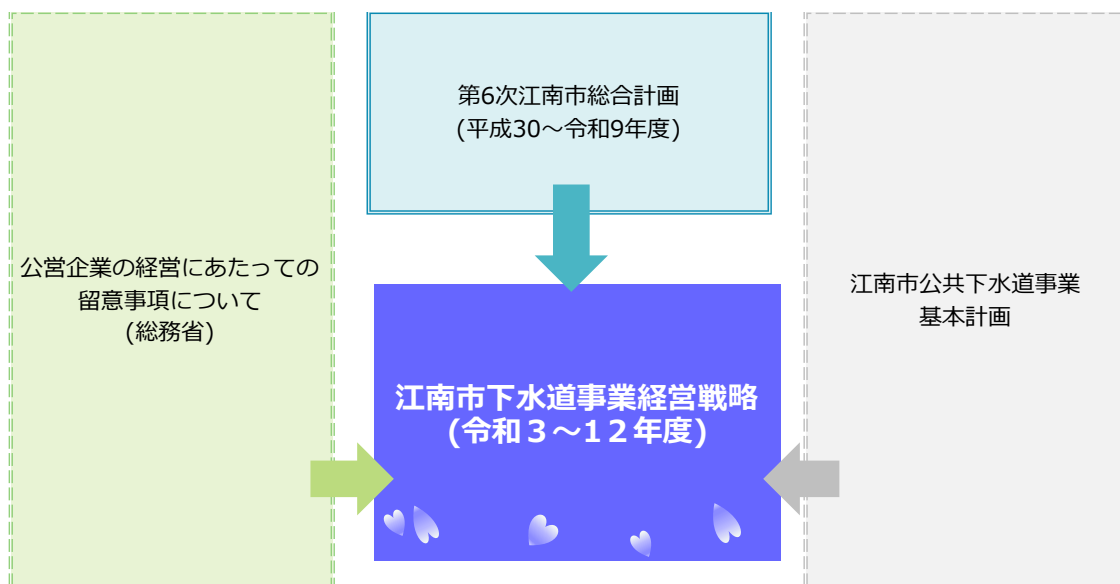 第6次江南市総合計画
(平成30～令和9年度)
公営企業の経営にあたっての
留意事項について
(総務省)
江南市公共下水道事業
基本計画
江南市下水道事業経営戦略
(令和３～1２年度)